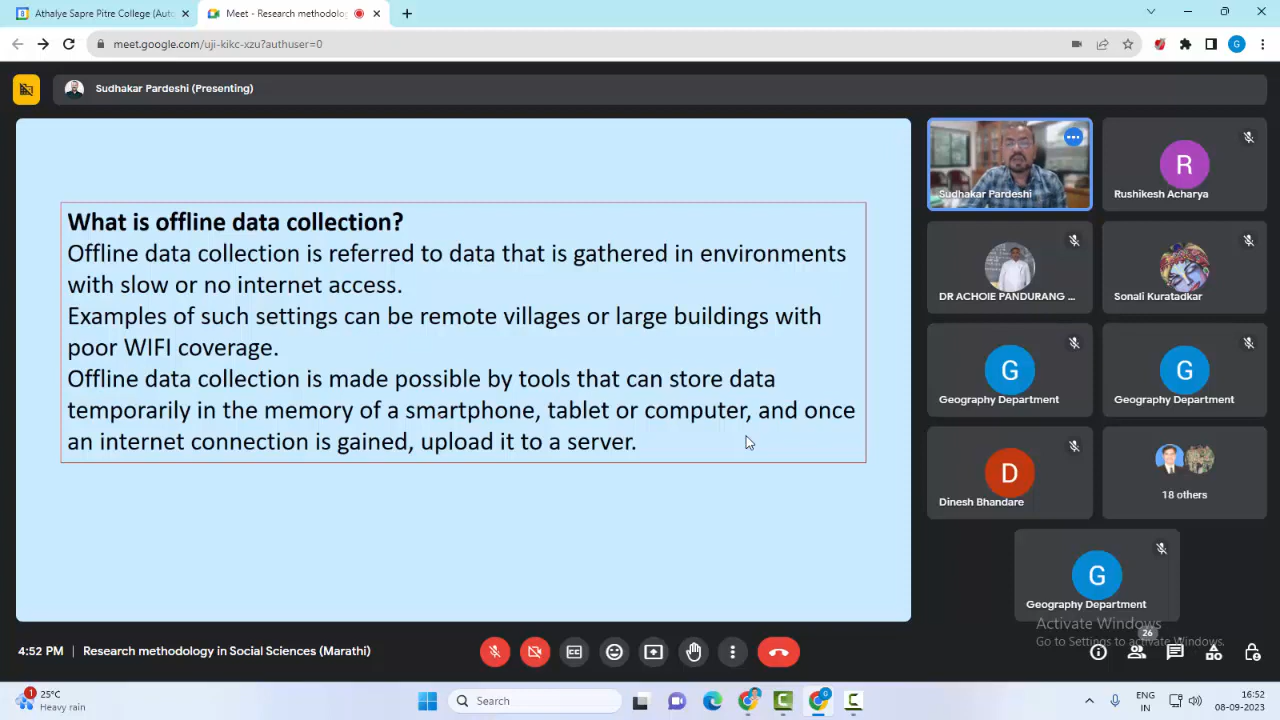 Athalye Sapre Pitre College (Auto
Meet - Research methodolo
meet.google.com/uji-kikc-xzu?authuser=0
G
Sudhakar Pardeshi (Presenting)
What is offline data collection?
Offline data collection is referred to data that is gathered in environments
with slow or no internet access.
Examples of such settings can be remote villages or large buildings with
poor WIFI coverage.
Offline data collection is made possible by tools that can store data
temporarily in the memory of a smartphone, tablet or computer, and once
an internet connection is gained, upload it to a server.
Sudhakar Pardeshi
R
Rushikesh Acharya
DR ACHOIE PANDURANG ...
Sonali Kuratadkar
G
Geography Department
G
Geography Department
D
Dinesh Bhandare
18 others
G
Geography Department
Activate Windows
Go to Settings to activate Windows.
26
4:52 PM | Research methodology in Social Sciences (Marathi)
1
25°C
Heavy rain
Search
G
ENG
IN
16:52
08-09-2023